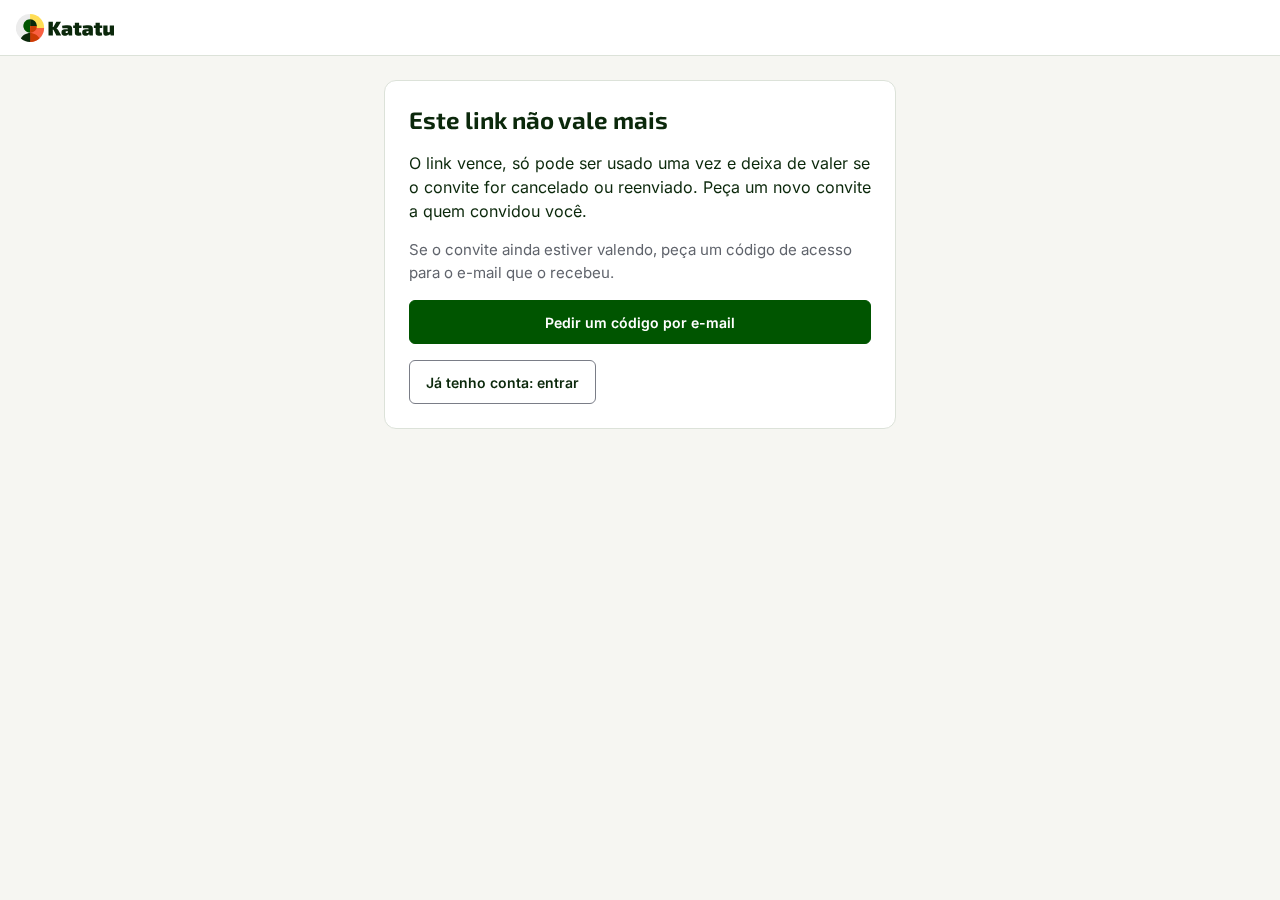 Katatu
Este link não vale mais
O link vence, só pode ser usado uma vez e deixa de valer se
o convite for cancelado ou reenviado. Peça um novo convite
a quem convidou você.
Se o convite ainda estiver valendo, peça um código de acesso
para o e-mail que o recebeu.
Pedir um código por e-mail
Já tenho conta: entrar